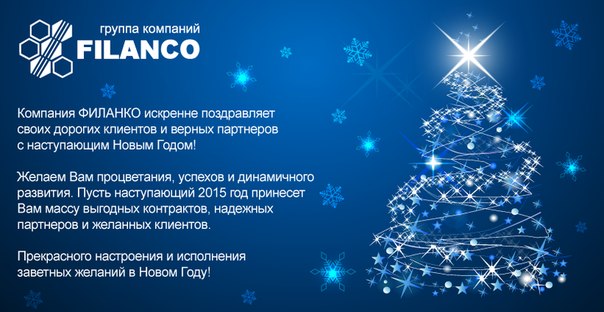 группа компаний
FILANCO
Компания ФИЛАНКО искренне поздравляет
своих дорогих клиентов и верных партнеров
с наступающим Новым Годом!
Желаем Вам процветания, успехов и динамичного
развития. Пусть наступающий 2015 год принесет
Вам массу выгодных контрактов, надежных
партнеров и желанных клиентов.
Прекрасного настроения и исполнения
заветных желаний в Новом Году!